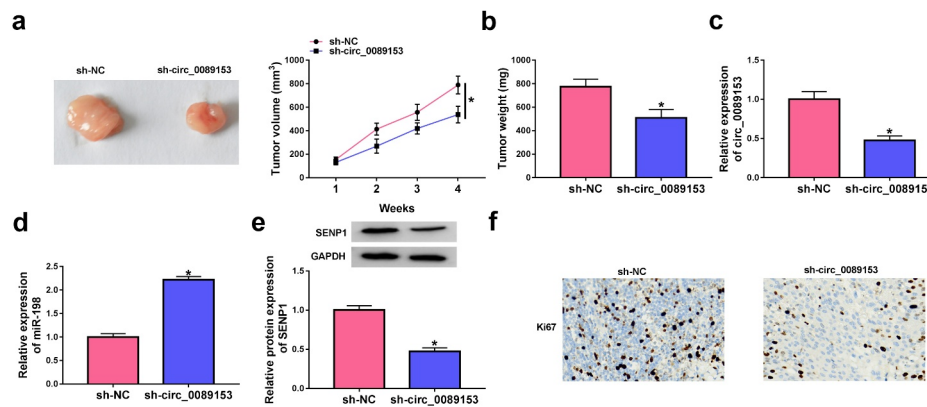 a
sh-NC
sh-circ_0089153
sh-NC
sh-circ_0089153
Tumor volume (mm³)
1000
800
600
400
200
0
*
1 2 3 4
Weeks
b
Tumor weight (mg)
1000
800
600
400
200
0
*
sh-NC sh-circ_0089153
c
Relative expression
of circ_0089153
1.5
1.0
0.5
0.0
*
sh-NC sh-circ_008915
d
Relative expression
of miR-198
2.5
2.0
1.5
1.0
0.5
0.0
*
sh-NC sh-circ_0089153
e
SENP1
GAPDH
Relative protein expression
of SENP1
1.5
1.0
0.5
0.0
*
sh-NC sh-circ_0089153
f
sh-NC
sh-circ_0089153
Ki67